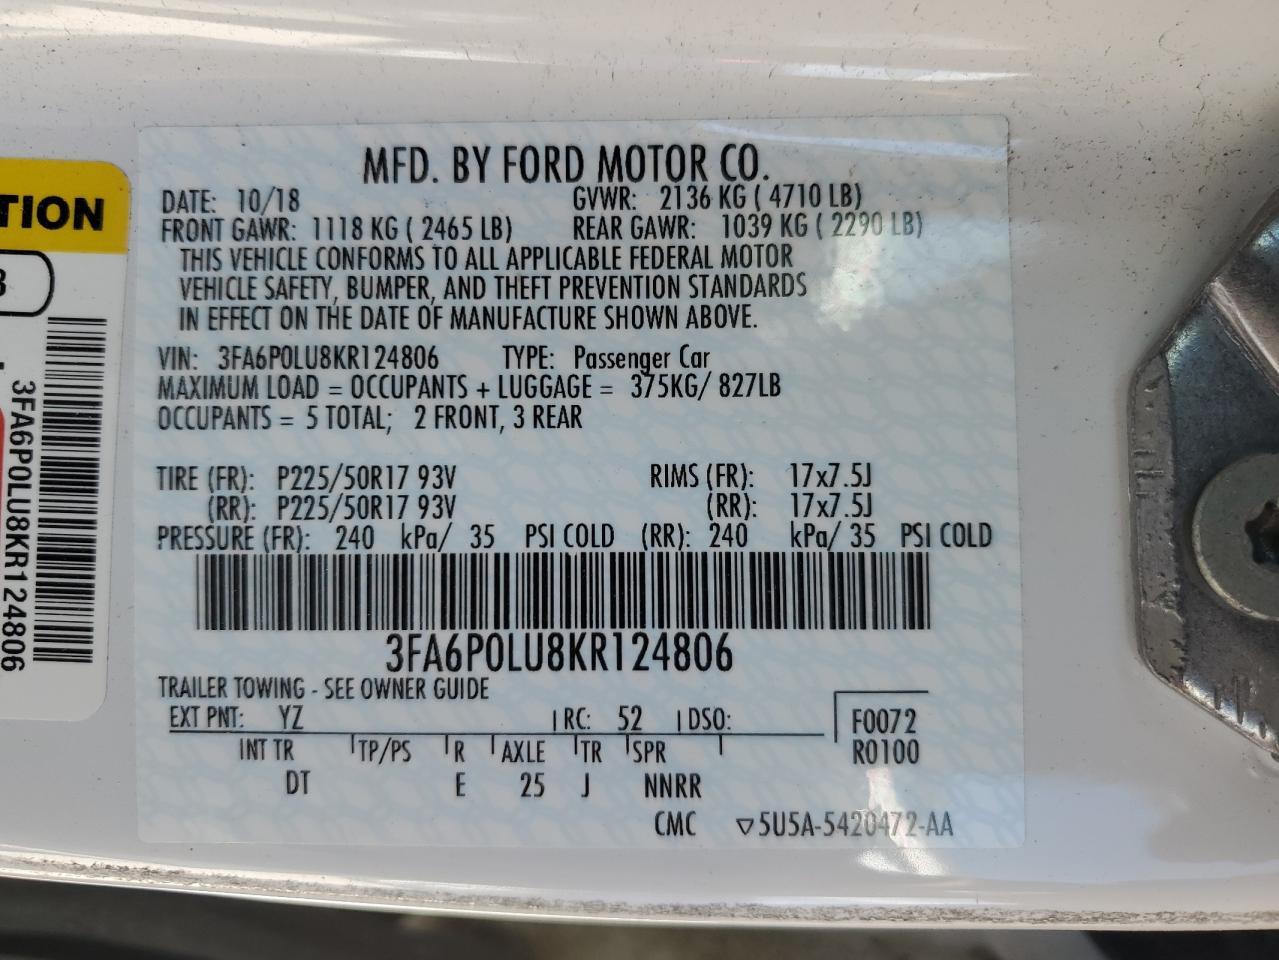 TION
3
3FA6P0LU8KR124806
MFD. BY FORD MOTOR CO.
DATE: 10/18 GVWR: 2136 KG ( 4710 LB)
FRONT GAWR: 1118 KG ( 2465 LB) REAR GAWR: 1039 KG ( 2290 LB)
THIS VEHICLE CONFORMS TO ALL APPLICABLE FEDERAL MOTOR
VEHICLE SAFETY, BUMPER, AND THEFT PREVENTION STANDARDS
IN EFFECT ON THE DATE OF MANUFACTURE SHOWN ABOVE.
VIN: 3FA6P0LU8KR124806 TYPE: Passenger Car
MAXIMUM LOAD = OCCUPANTS + LUGGAGE = 375KG/ 827LB
OCCUPANTS = 5 TOTAL; 2 FRONT, 3 REAR
TIRE (FR): P225/50R17 93V RIMS (FR): 17x7.5J
(RR): P225/50R17 93V (RR): 17x7.5J
PRESSURE (FR): 240 kPa/ 35 PSI COLD (RR): 240 kPa/ 35 PSI COLD
3FA6P0LU8KR124806
TRAILER TOWING - SEE OWNER GUIDE
EXT PNT: YZ RC: 52 DSO: F0072
INT TR TP/PS R AXLE TR SPR R0100
DT E 25 J NNRR
CMC ▽5U5A-5420472-AA